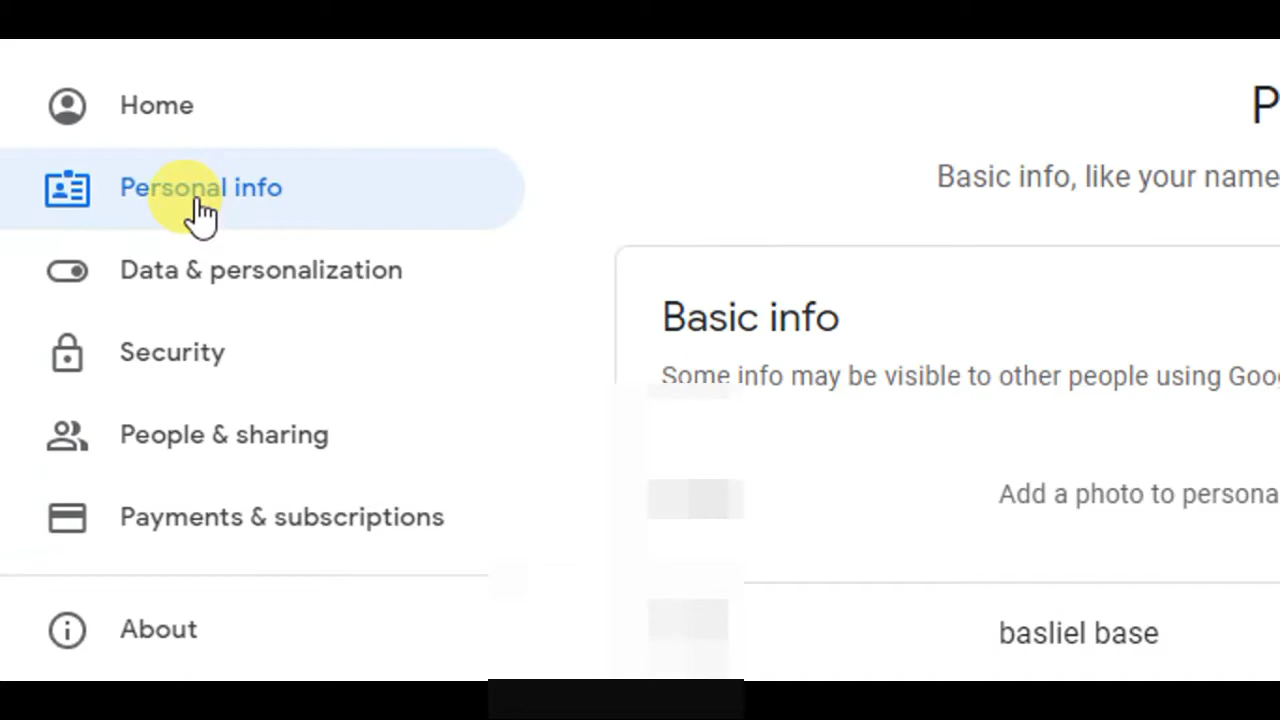 Home
Personal info
Data & personalization
Security
People & sharing
Payments & subscriptions
About
P
Basic info, like your name
Basic info
Some info may be visible to other people using Goo
Add a photo to persona
basliel base